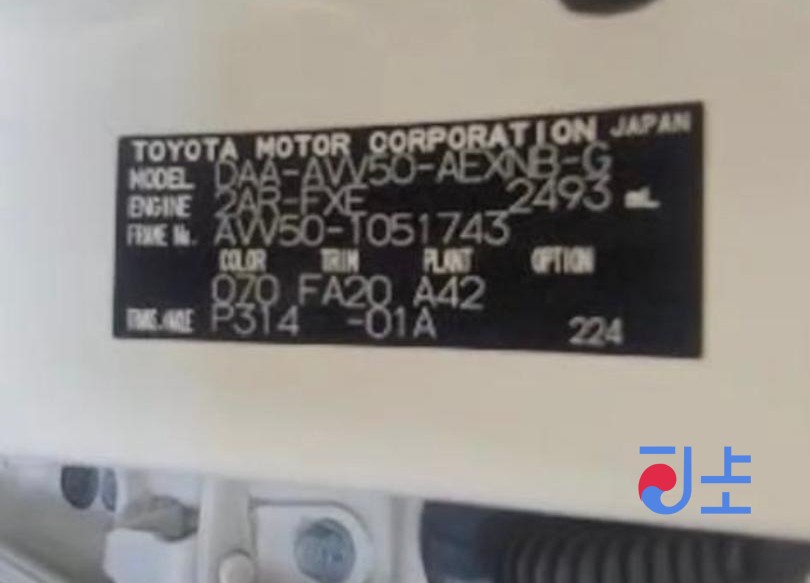 TOYOTA MOTOR CORPORATION JAPAN
MODEL DAA-AVV50-AEXNB-G
ENGINE 2AR-FXE 2493 mL
FRAME No. AVV50-1051743
COLOR TRIM PLANT OPTION
070 FA20 A42
TRNS./AXLE P314 -01A 224